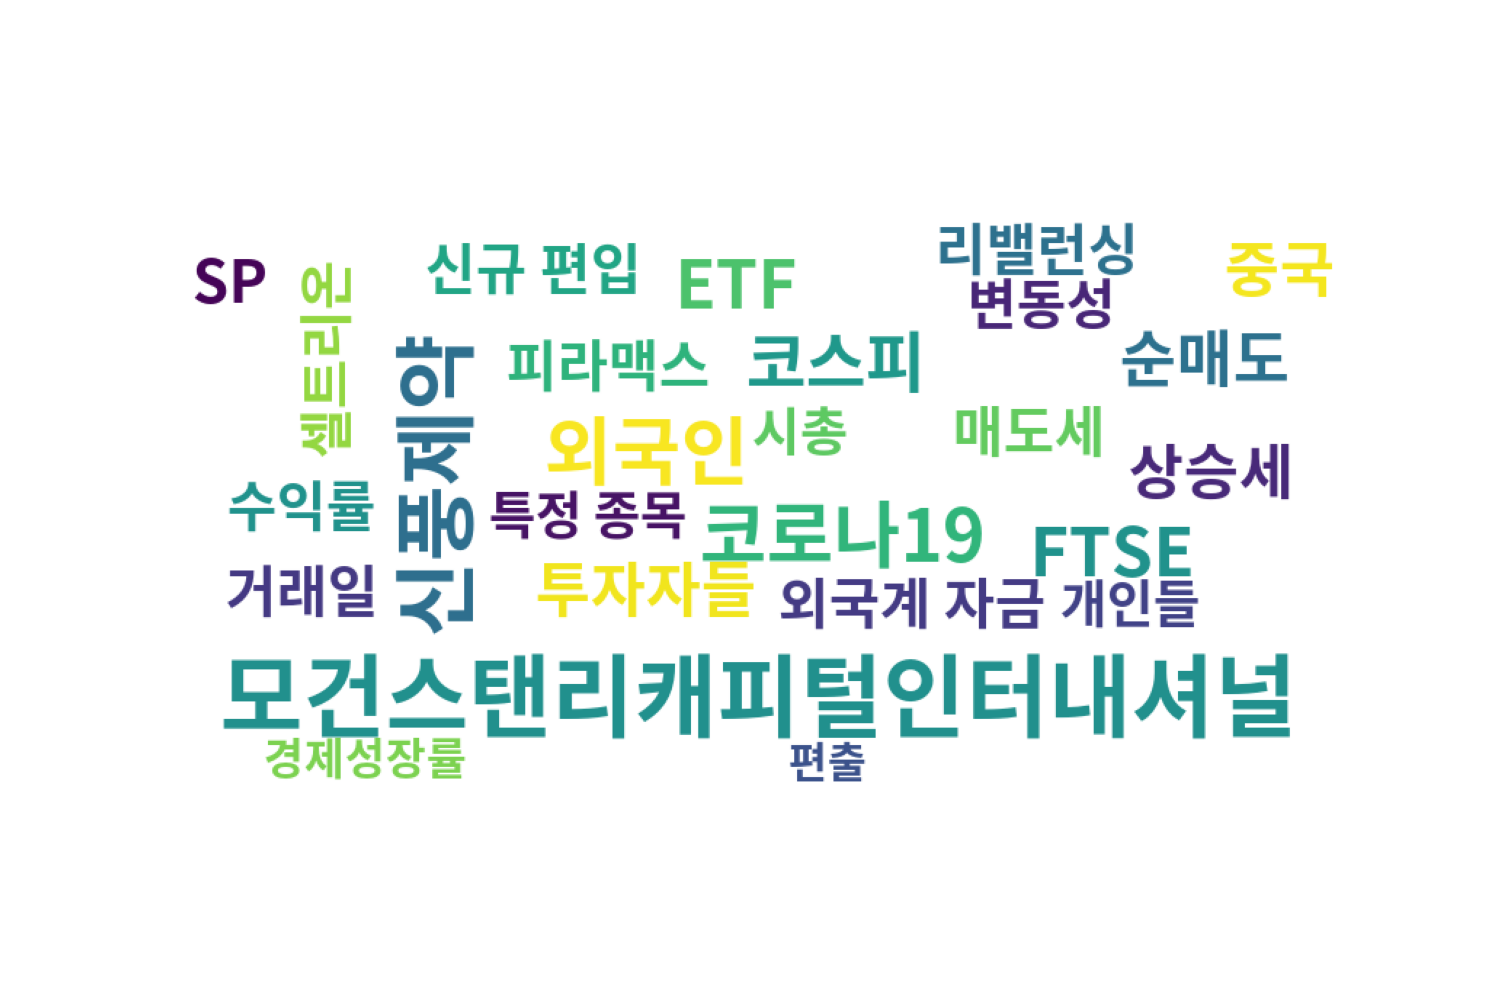 리밸런싱
SP
신규 편입
ETF
중국
셀트리온
변동성
신풍제약
피라맥스
코스피
순매도
외국인
시총
매도세
상승세
수익률
특정 종목
코로나19
FTSE
거래일
투자자들
외국계 자금
개인들
모건스탠리캐피털인터내셔널
경제성장률
편출